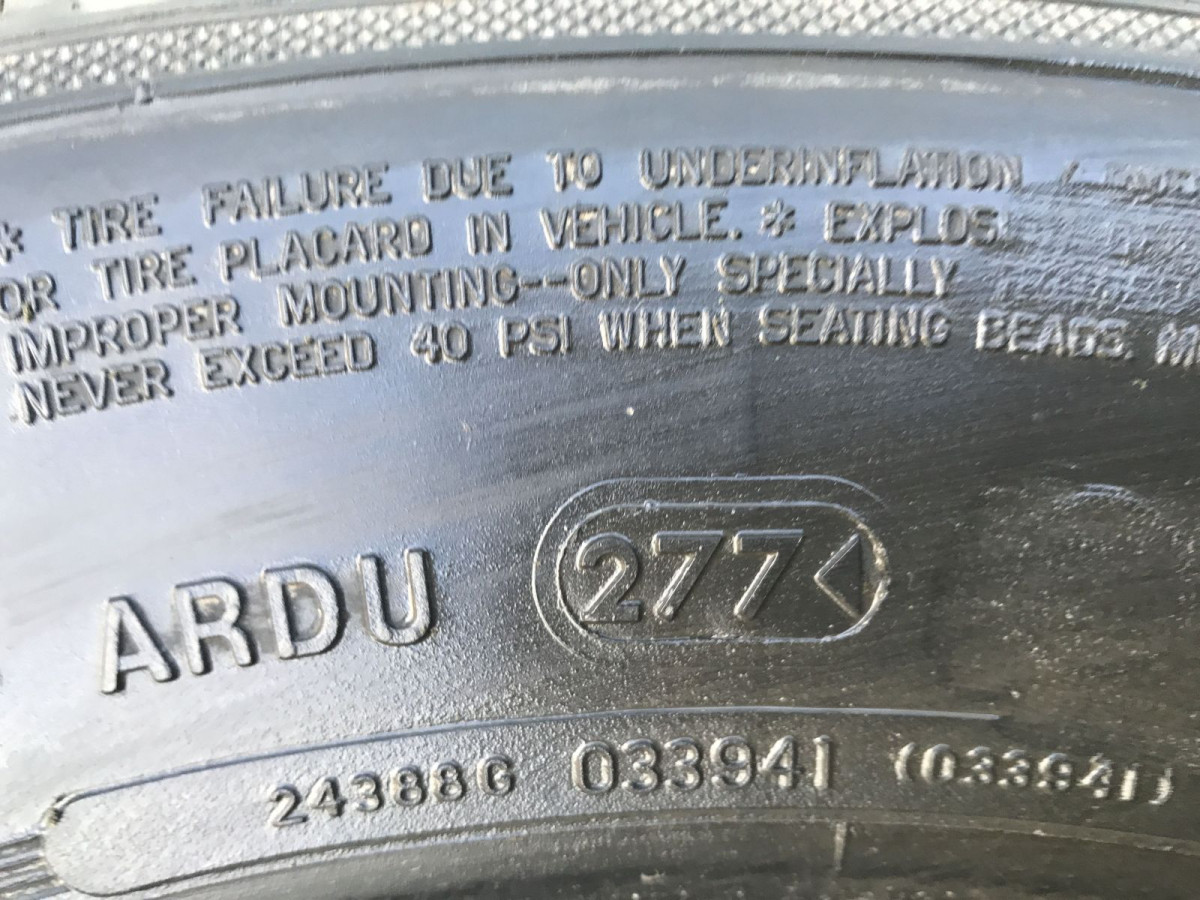 * TIRE FAILURE DUE TO UNDERINFLATION /
OR TIRE PLACARD IN VEHICLE. * EXPLOS
IMPROPER MOUNTING--ONLY SPECIALLY
NEVER EXCEED 40 PSI WHEN SEATING BEADS.
ARDU 277
24388G 033941 (033941)